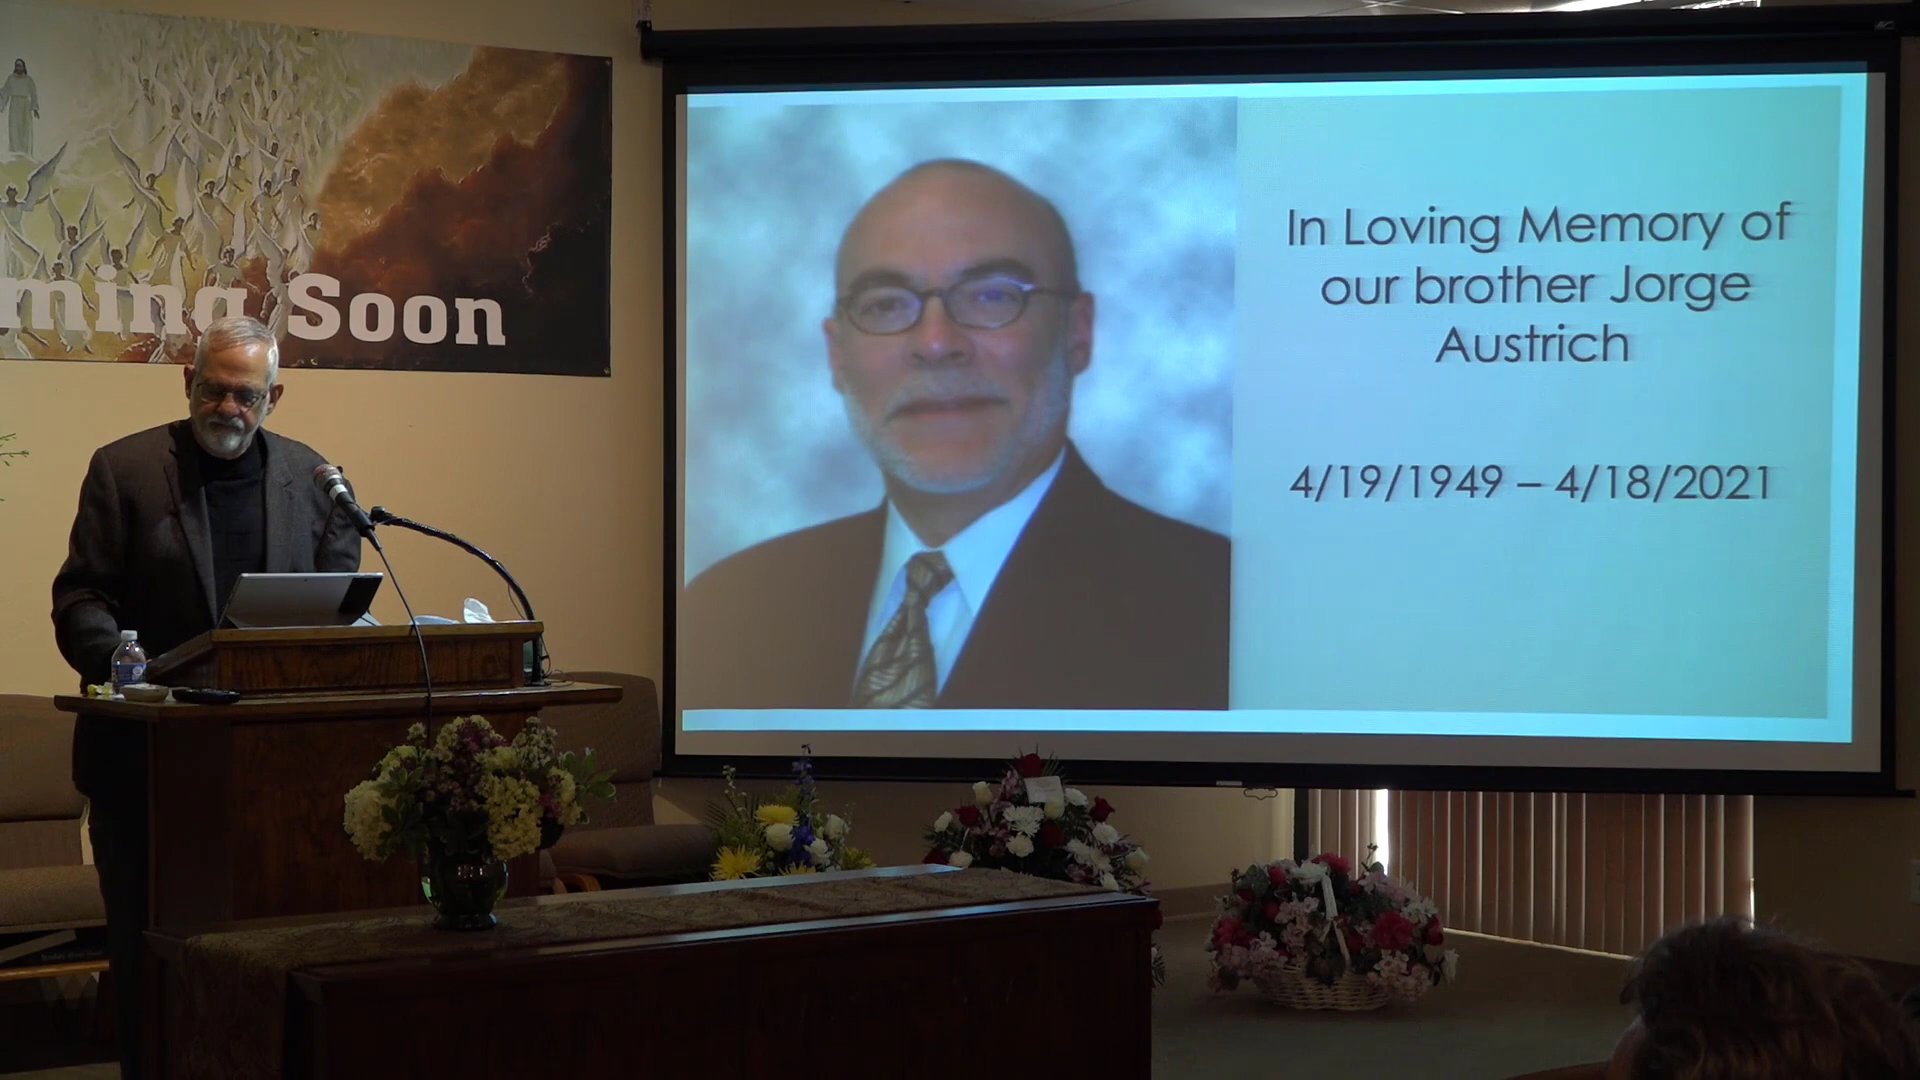 ming Soon
In Loving Memory of
our brother Jorge
Austrich
4/19/1949 – 4/18/2021